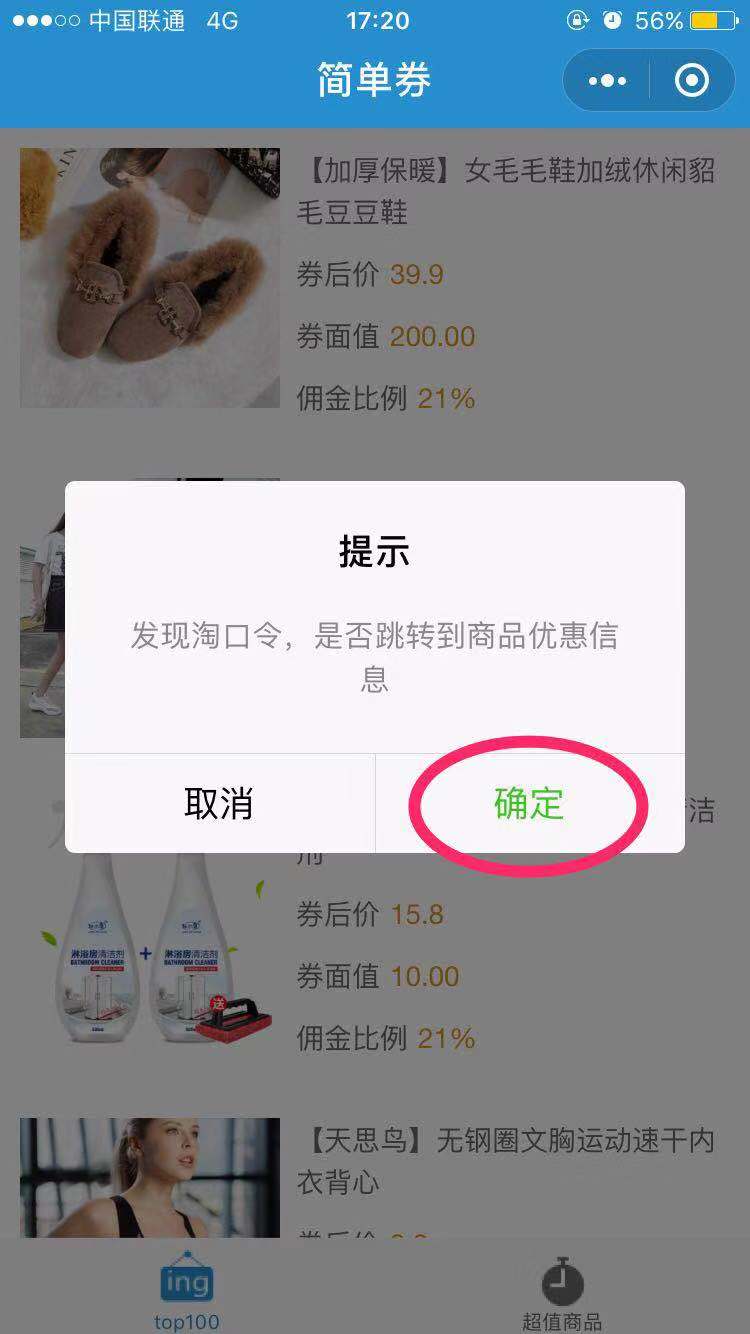 中国联通 4G 17:20 56%
简单券
【加厚保暖】女毛毛鞋加绒休闲貂
毛豆豆鞋
券后价 39.9
券面值 200.00
佣金比例 21%
提示
发现淘口令，是否跳转到商品优惠信
息
取消 确定
洁
剂
券后价 15.8
券面值 10.00
佣金比例 21%
淋浴房清洁剂
BATHROOM CLEANER
淋浴房清洁剂
BATHROOM CLEANER
送
【天思鸟】无钢圈文胸运动速干内
衣背心
券后价
ing
top100 超值商品